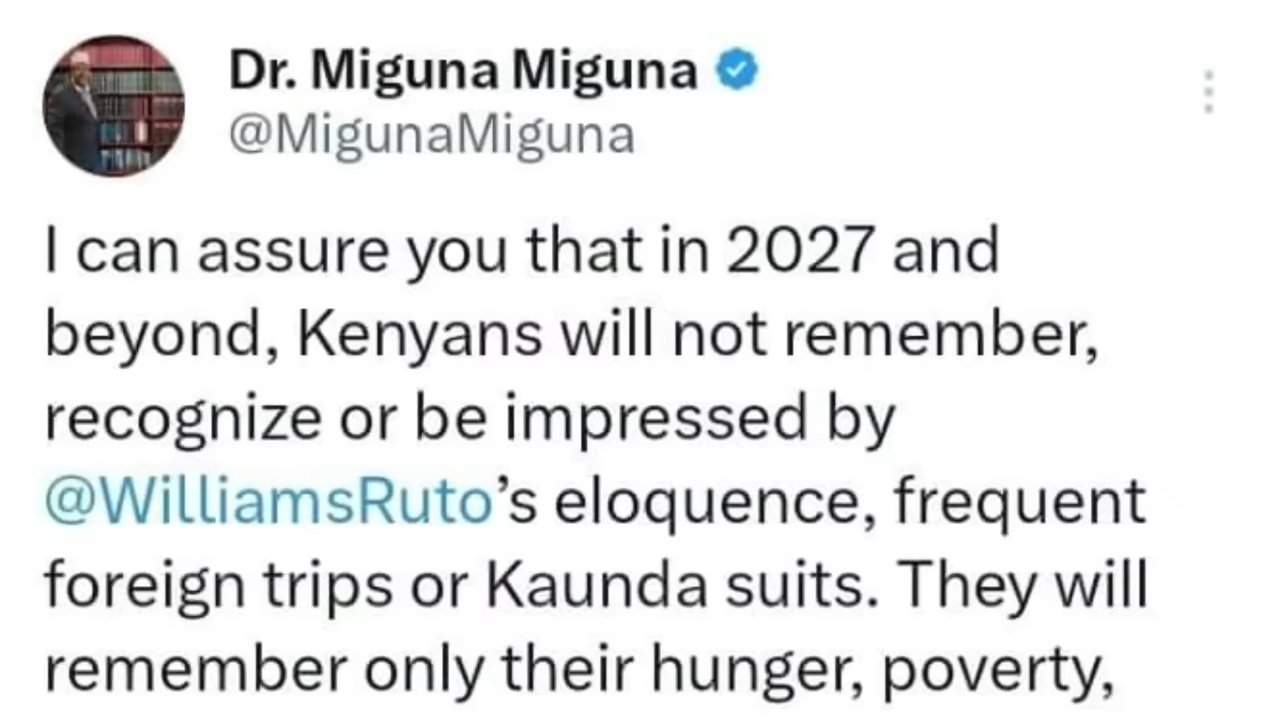 Dr. Miguna Miguna
@MigunaMiguna
I can assure you that in 2027 and
beyond, Kenyans will not remember,
recognize or be impressed by
@WilliamsRuto’s eloquence, frequent
foreign trips or Kaunda suits. They will
remember only their hunger, poverty,